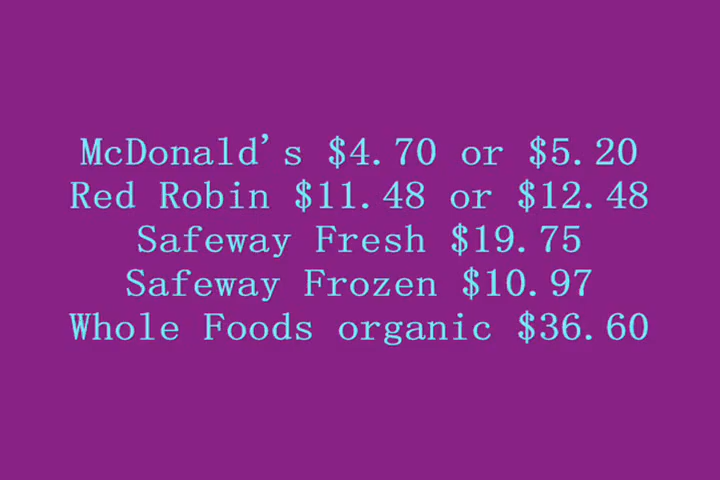 McDonald's $4.70 or $5.20
Red Robin $11.48 or $12.48
Safeway Fresh $19.75
Safeway Frozen $10.97
Whole Foods organic $36.60